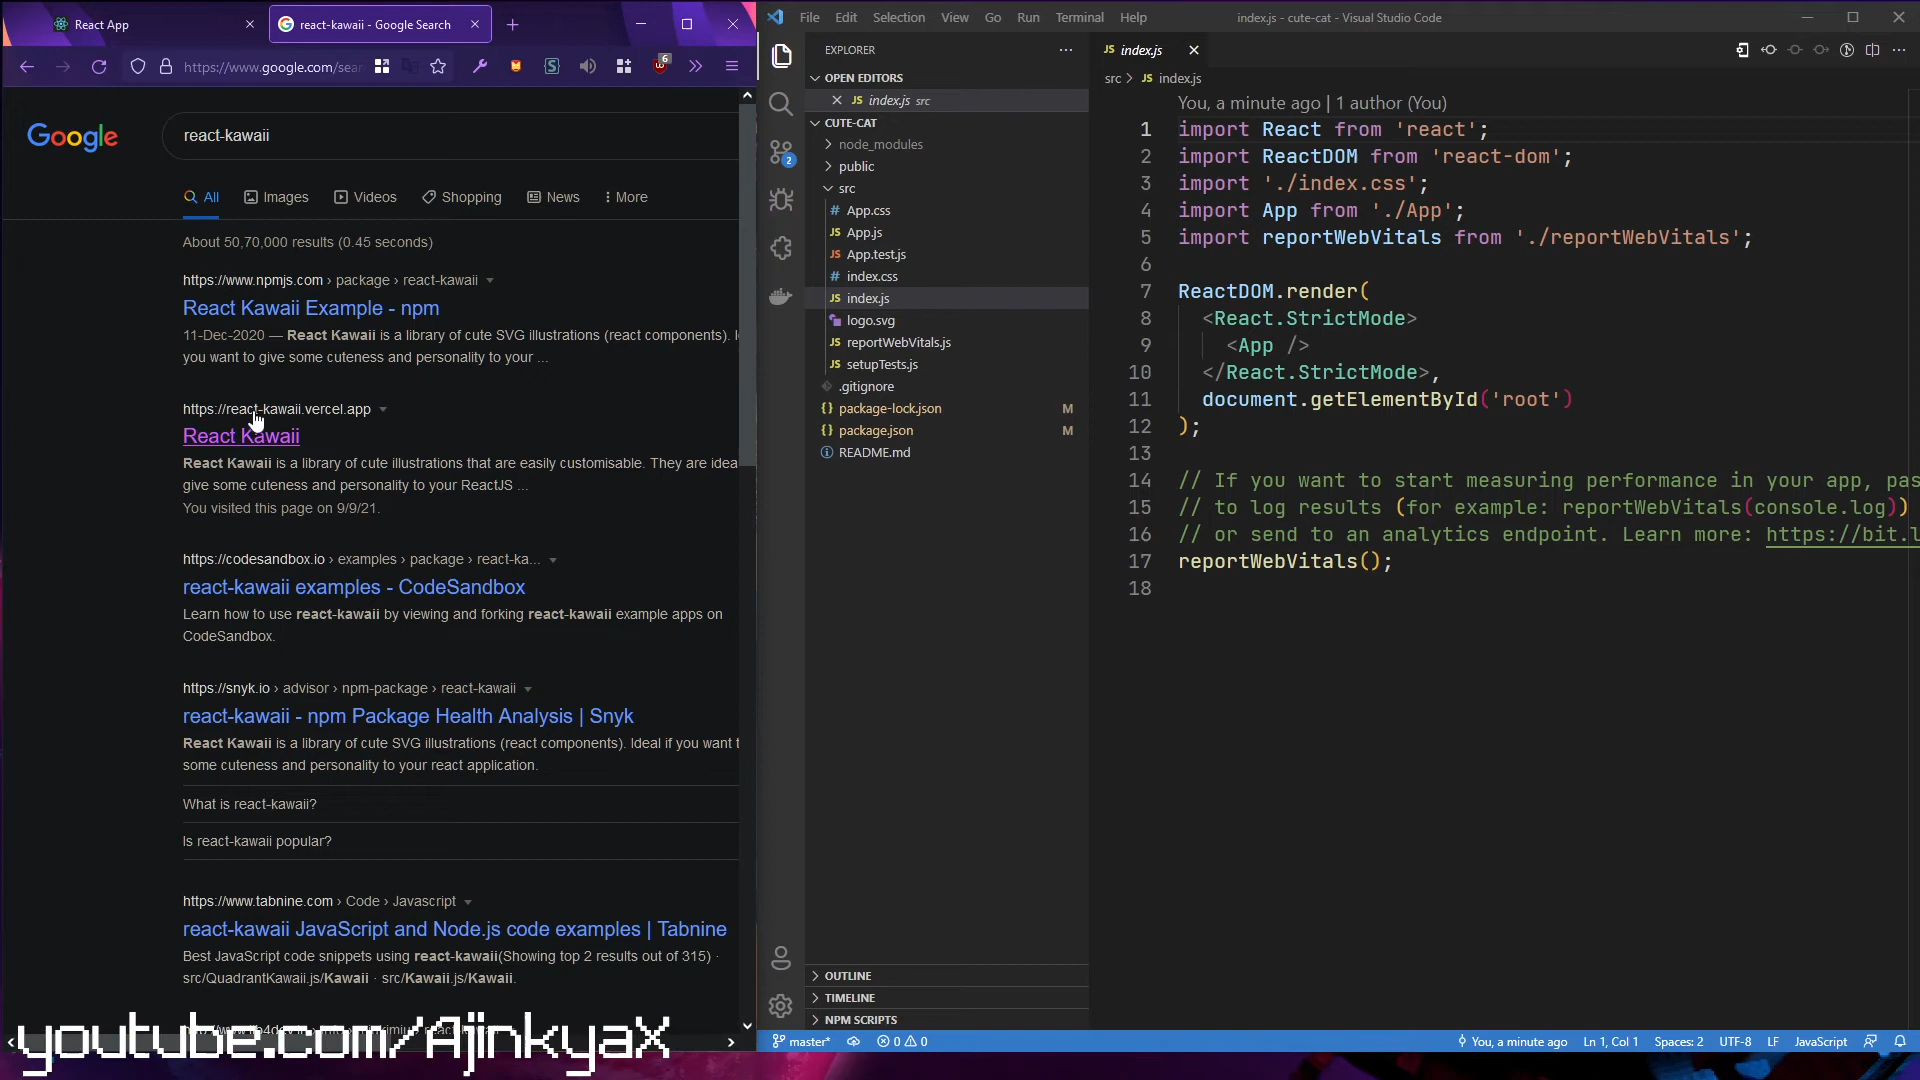 React App
react-kawaii - Google Search
https://www.google.com/sear
6
Google
react-kawaii
All
Images
Videos
Shopping
News
More
About 50,70,000 results (0.45 seconds)
https://www.npmjs.com › package › react-kawaii
React Kawaii Example - npm
11-Dec-2020 — React Kawaii is a library of cute SVG illustrations (react components). I
you want to give some cuteness and personality to your ...
https://react-kawaii.vercel.app
React Kawaii
React Kawaii is a library of cute illustrations that are easily customisable. They are idea
give some cuteness and personality to your ReactJS ...
You visited this page on 9/9/21.
https://codesandbox.io › examples › package › react-ka...
react-kawaii examples - CodeSandbox
Learn how to use react-kawaii by viewing and forking react-kawaii example apps on
CodeSandbox.
https://snyk.io › advisor › npm-package › react-kawaii
react-kawaii - npm Package Health Analysis | Snyk
React Kawaii is a library of cute SVG illustrations (react components). Ideal if you want t
some cuteness and personality to your react application.
What is react-kawaii?
Is react-kawaii popular?
https://www.tabnine.com › Code › Javascript
react-kawaii JavaScript and Node.js code examples | Tabnine
Best JavaScript code snippets using react-kawaii(Showing top 2 results out of 315) ·
src/QuadrantKawaii.js/Kawaii · src/Kawaii.js/Kawaii.
youtube.com/Ajinkyax
File Edit Selection View Go Run Terminal Help
index.js - cute-cat - Visual Studio Code
EXPLORER
OPEN EDITORS
JS index.js src
CUTE-CAT
node_modules
public
src
# App.css
JS App.js
JS App.test.js
# index.css
JS index.js
logo.svg
JS reportWebVitals.js
JS setupTests.js
.gitignore
{} package-lock.json M
{} package.json M
README.md
2
OUTLINE
TIMELINE
NPM SCRIPTS
JS index.js
src > JS index.js
You, a minute ago | 1 author (You)
1 import React from 'react';
2 import ReactDOM from 'react-dom';
3 import './index.css';
4 import App from './App';
5 import reportWebVitals from './reportWebVitals';
6
7 ReactDOM.render(
8 <React.StrictMode>
9 <App />
10 </React.StrictMode>,
11 document.getElementById('root')
12 );
13
14 // If you want to start measuring performance in your app, pas
15 // to log results (for example: reportWebVitals(console.log))
16 // or send to an analytics endpoint. Learn more: https://bit.l
17 reportWebVitals();
18
master*
0 0
You, a minute ago
Ln 1, Col 1
Spaces: 2
UTF-8
LF
JavaScript